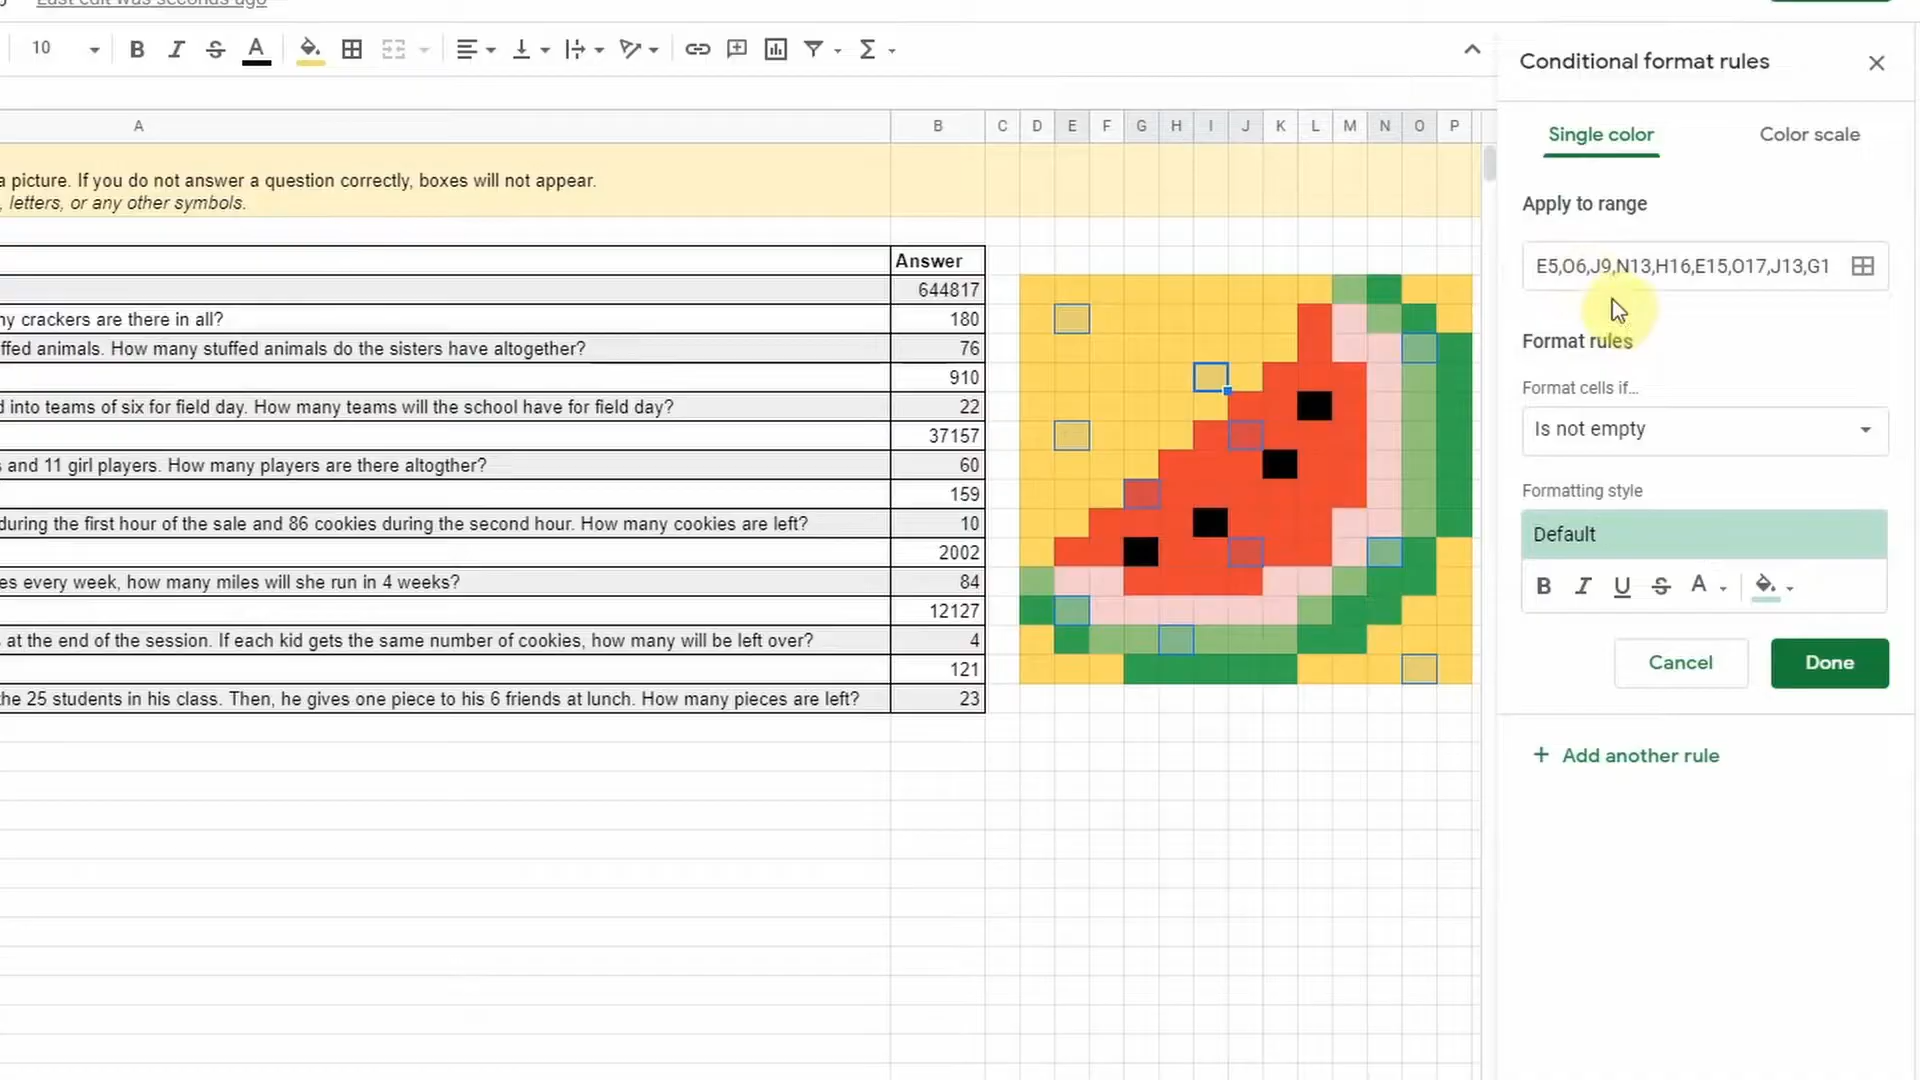 Last edit was seconds ago
10
Conditional format rules
A B C D E F G H I J K L M N O P
Single color Color scale
a picture. If you do not answer a question correctly, boxes will not appear.
, letters, or any other symbols.
Apply to range
Answer
E5,O6,J9,N13,H16,E15,O17,J13,G1
644817
ny crackers are there in all? 180
ffed animals. How many stuffed animals do the sisters have altogether? 76
Format rules
910
Format cells if…
d into teams of six for field day. How many teams will the school have for field day? 22
Is not empty
37157
s and 11 girl players. How many players are there altogther? 60
159
Formatting style
during the first hour of the sale and 86 cookies during the second hour. How many cookies are left? 10
Default
2002
es every week, how many miles will she run in 4 weeks? 84
B I U S A
12127
s at the end of the session. If each kid gets the same number of cookies, how many will be left over? 4
121
Cancel Done
the 25 students in his class. Then, he gives one piece to his 6 friends at lunch. How many pieces are left? 23
+ Add another rule